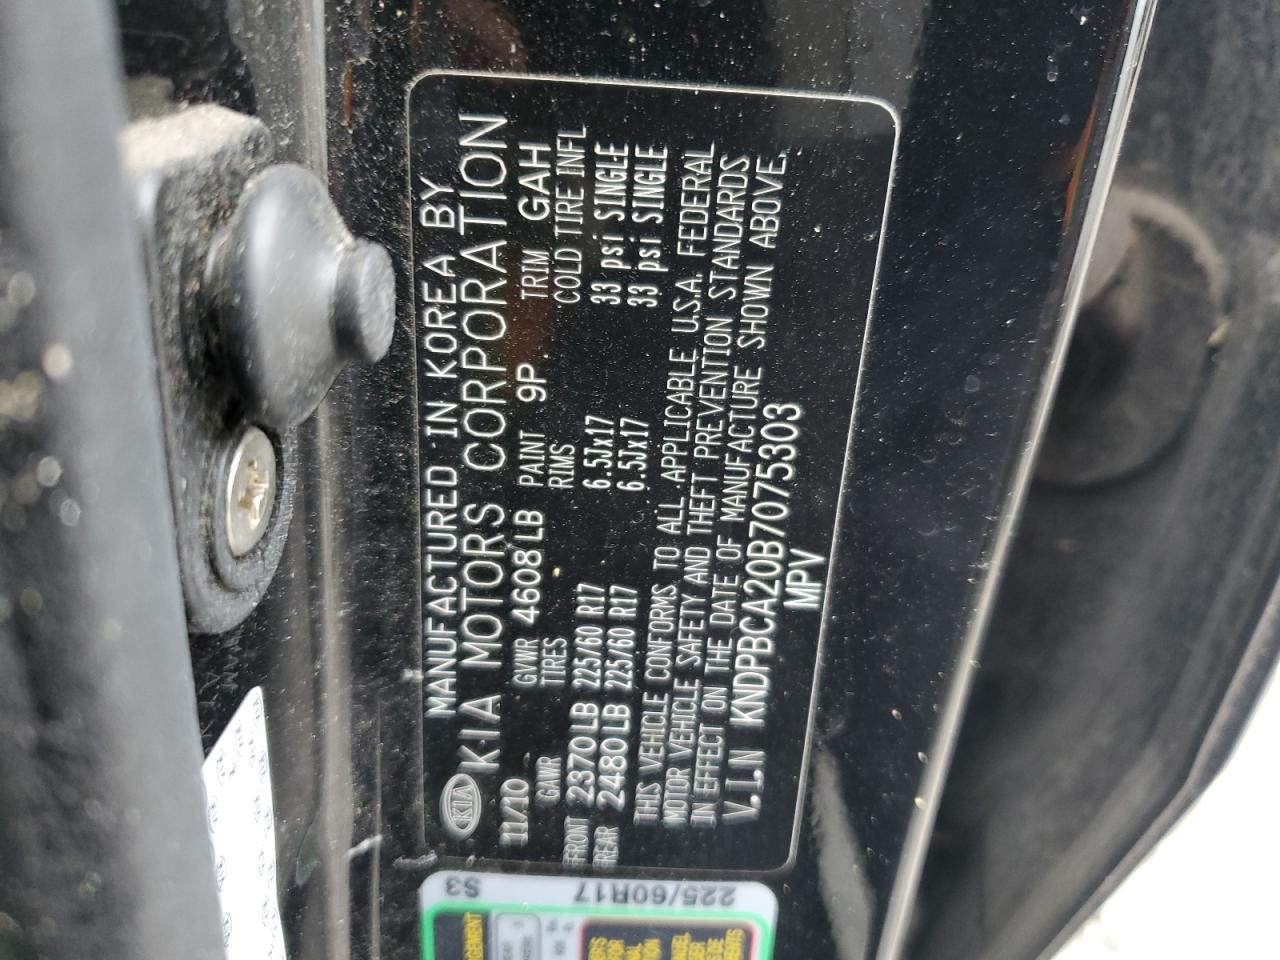 MANUFACTURED IN KOREA BY
KIA KIA MOTORS CORPORATION
11/10 GVWR 4608 LB PAINT 9P TRIM GAH
GAWR TIRES RIMS COLD TIRE INFL
FRONT 2370LB 225/60 R17 6.5Jx17 33 psi SINGLE
REAR 2480LB 225/60 R17 6.5Jx17 33 psi SINGLE
THIS VEHICLE CONFORMS TO ALL APPLICABLE U.S.A. FEDERAL
MOTOR VEHICLE SAFETY AND THEFT PREVENTION STANDARDS
IN EFFECT ON THE DATE OF MANUFACTURE SHOWN ABOVE.
V.I.N KNDPBCA20B7075303
MPV
S3
225/60R17